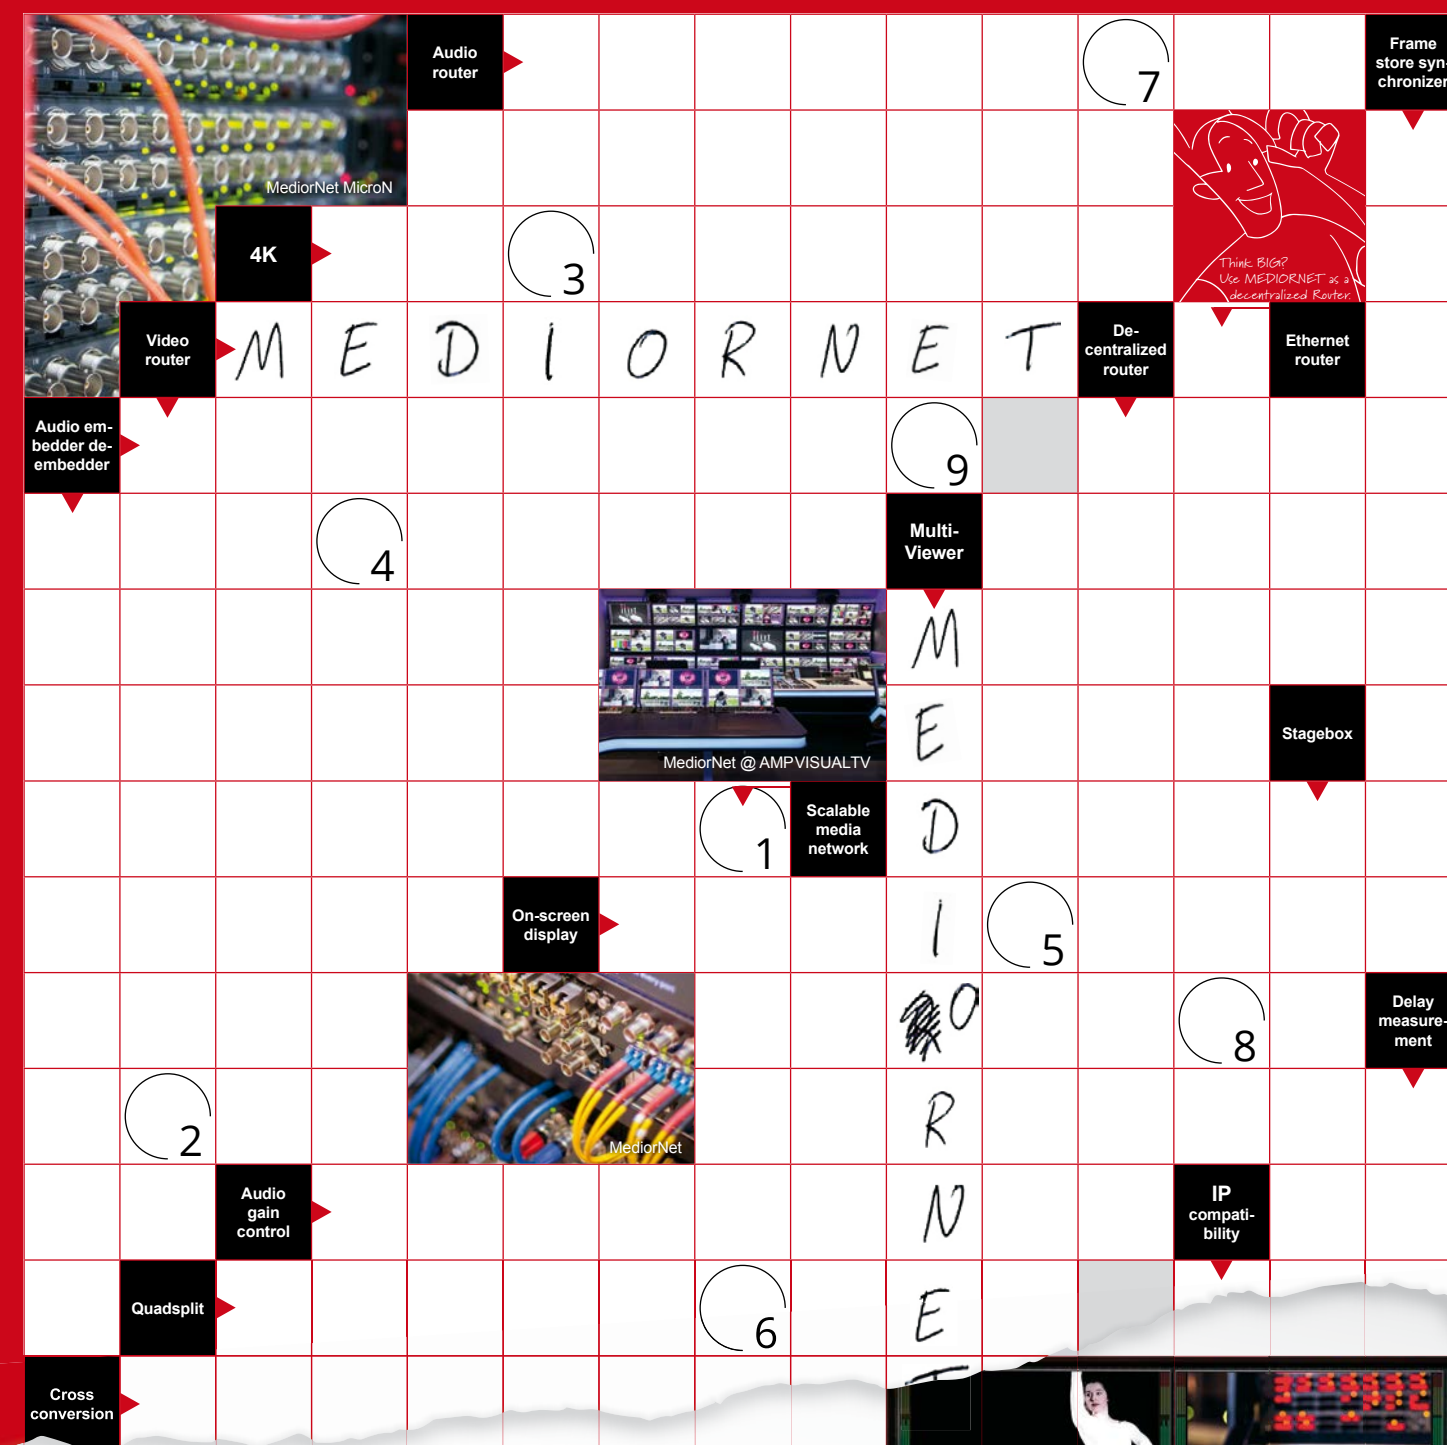 Audio
router
7
Frame
store syn-
chronizer
MediorNet MicroN
4K
3
Think BIG?
Use MEDIORNET as a
decentralized Router.
Video
router
M E D I O R N E T
De-
centralized
router
Ethernet
router
Audio em-
bedder de-
embedder
9
4
Multi-
Viewer
M
E
D
I
O
R
N
E
T
MediorNet @ AMPVISUALTV
Stagebox
1
Scalable
media
network
On-screen
display
5
8
Delay
measure-
ment
2
MediorNet
Audio
gain
control
IP
compati-
bility
Quadsplit
6
Cross
conversion